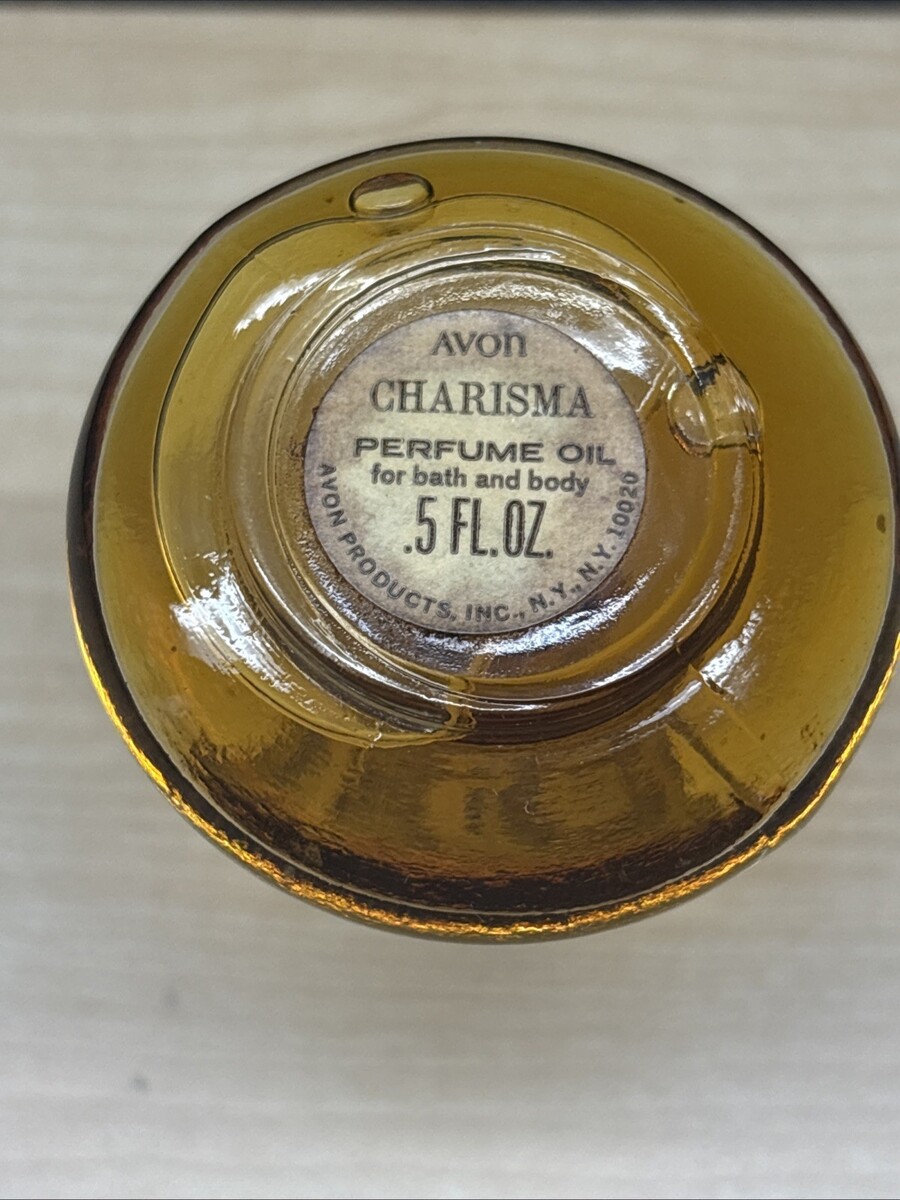 AVON
CHARISMA
PERFUME OIL
for bath and body
.5 FL.OZ.
AVON PRODUCTS, INC., N.Y., N.Y. 10020